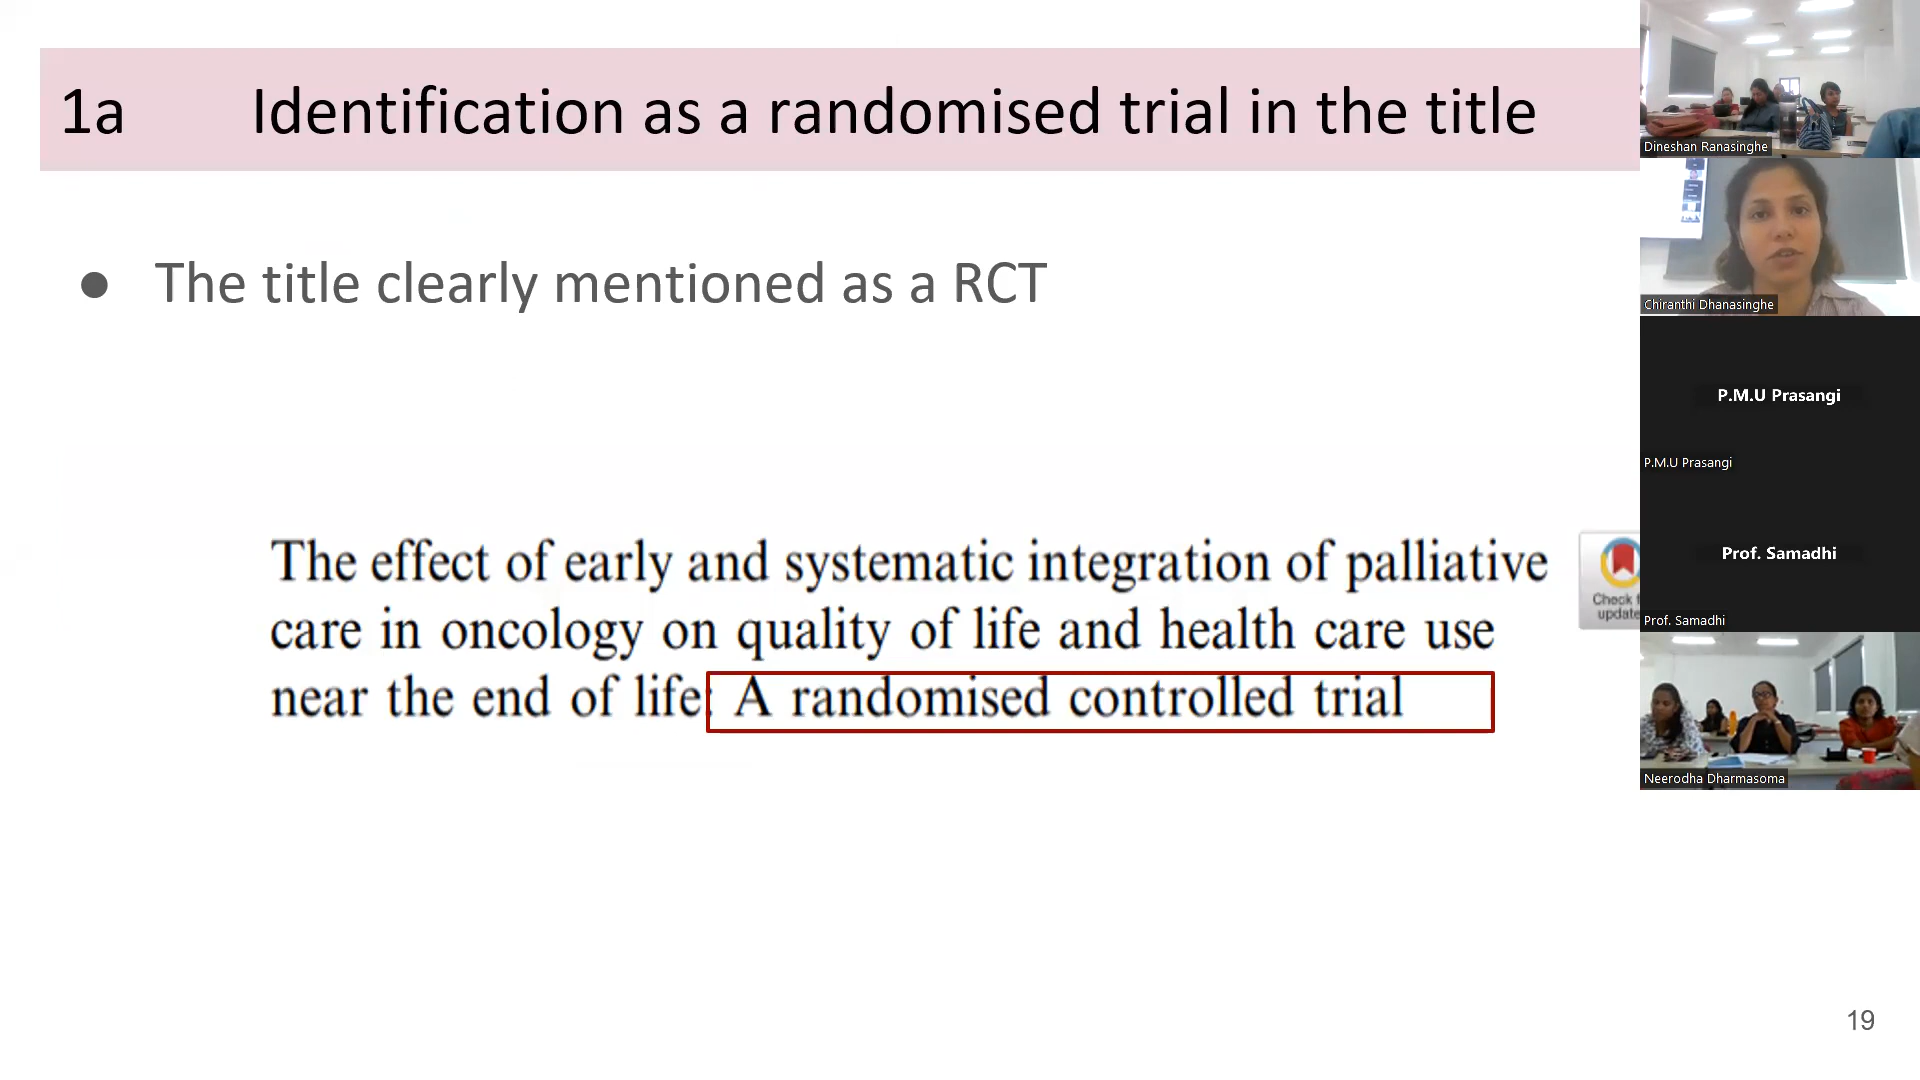 1a Identification as a randomised trial in the title
● The title clearly mentioned as a RCT
The effect of early and systematic integration of palliative
care in oncology on quality of life and health care use
near the end of life: A randomised controlled trial
Check
update
Dineshan Ranasinghe
Chiranthi Dhanasinghe
P.M.U Prasangi
P.M.U Prasangi
Prof. Samadhi
Prof. Samadhi
Neerodha Dharmasoma
19